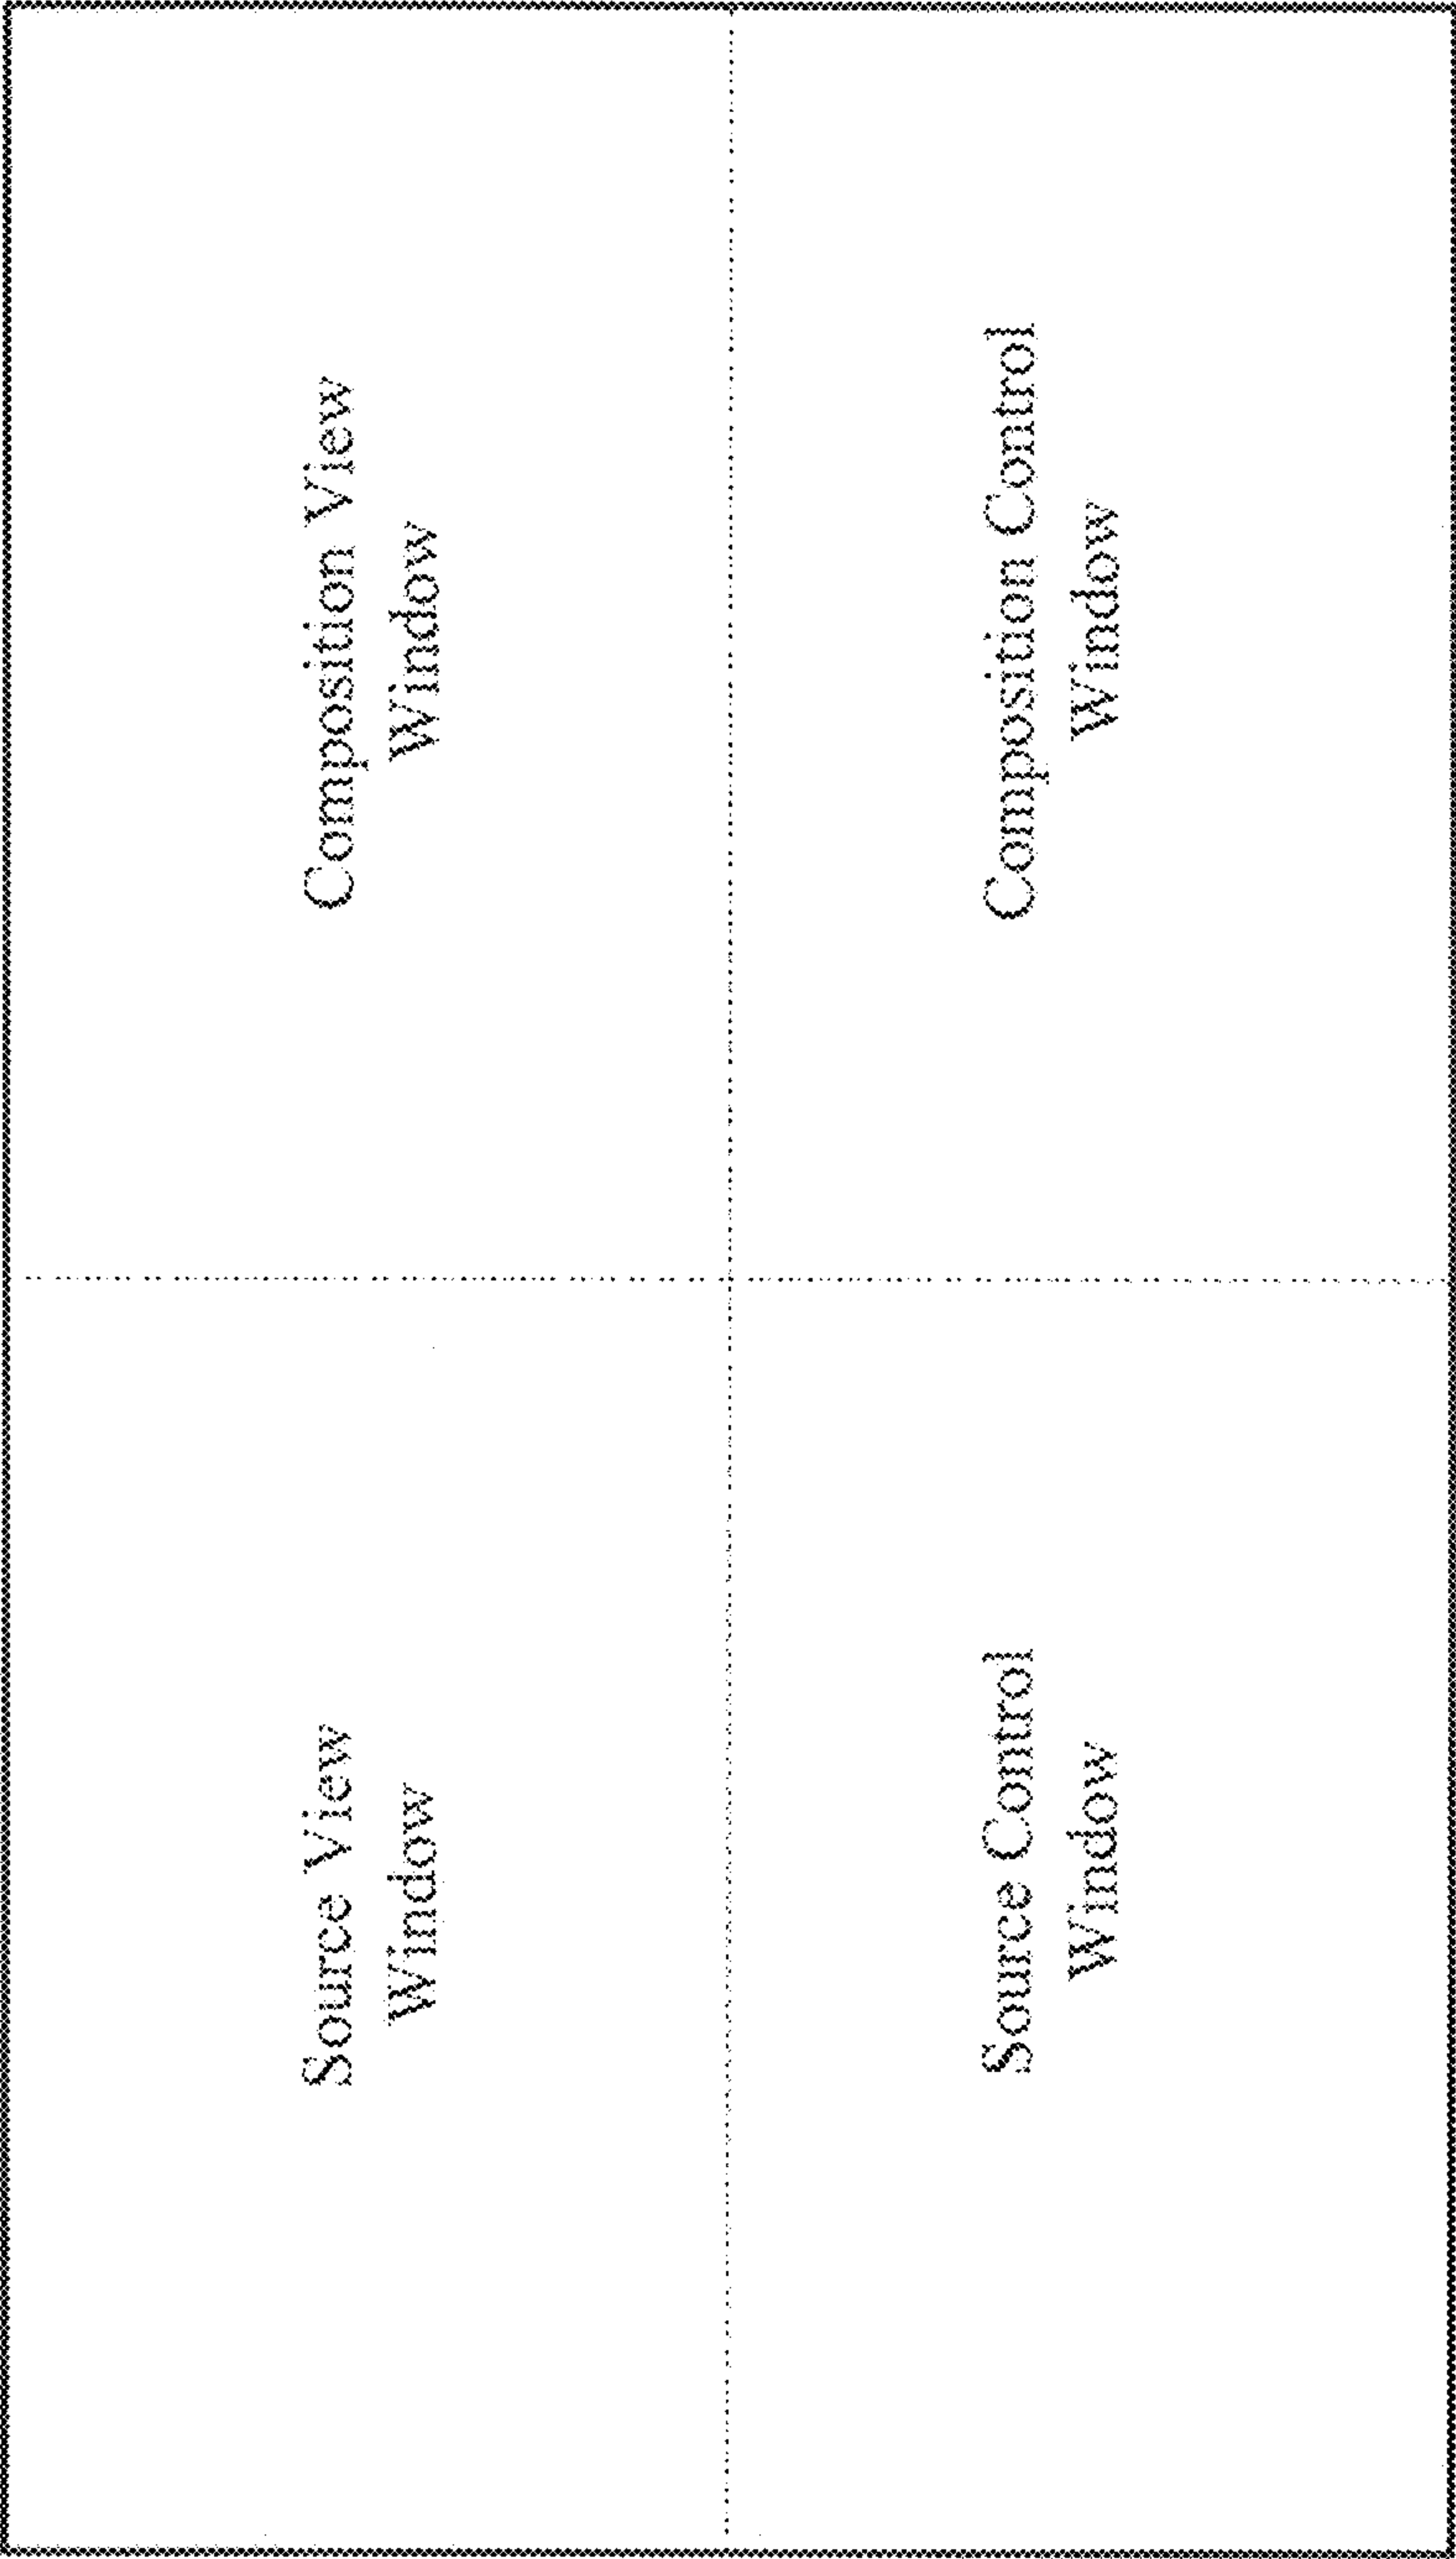 Source View
Window
Composition View
Window
Source Control
Window
Composition Control
Window